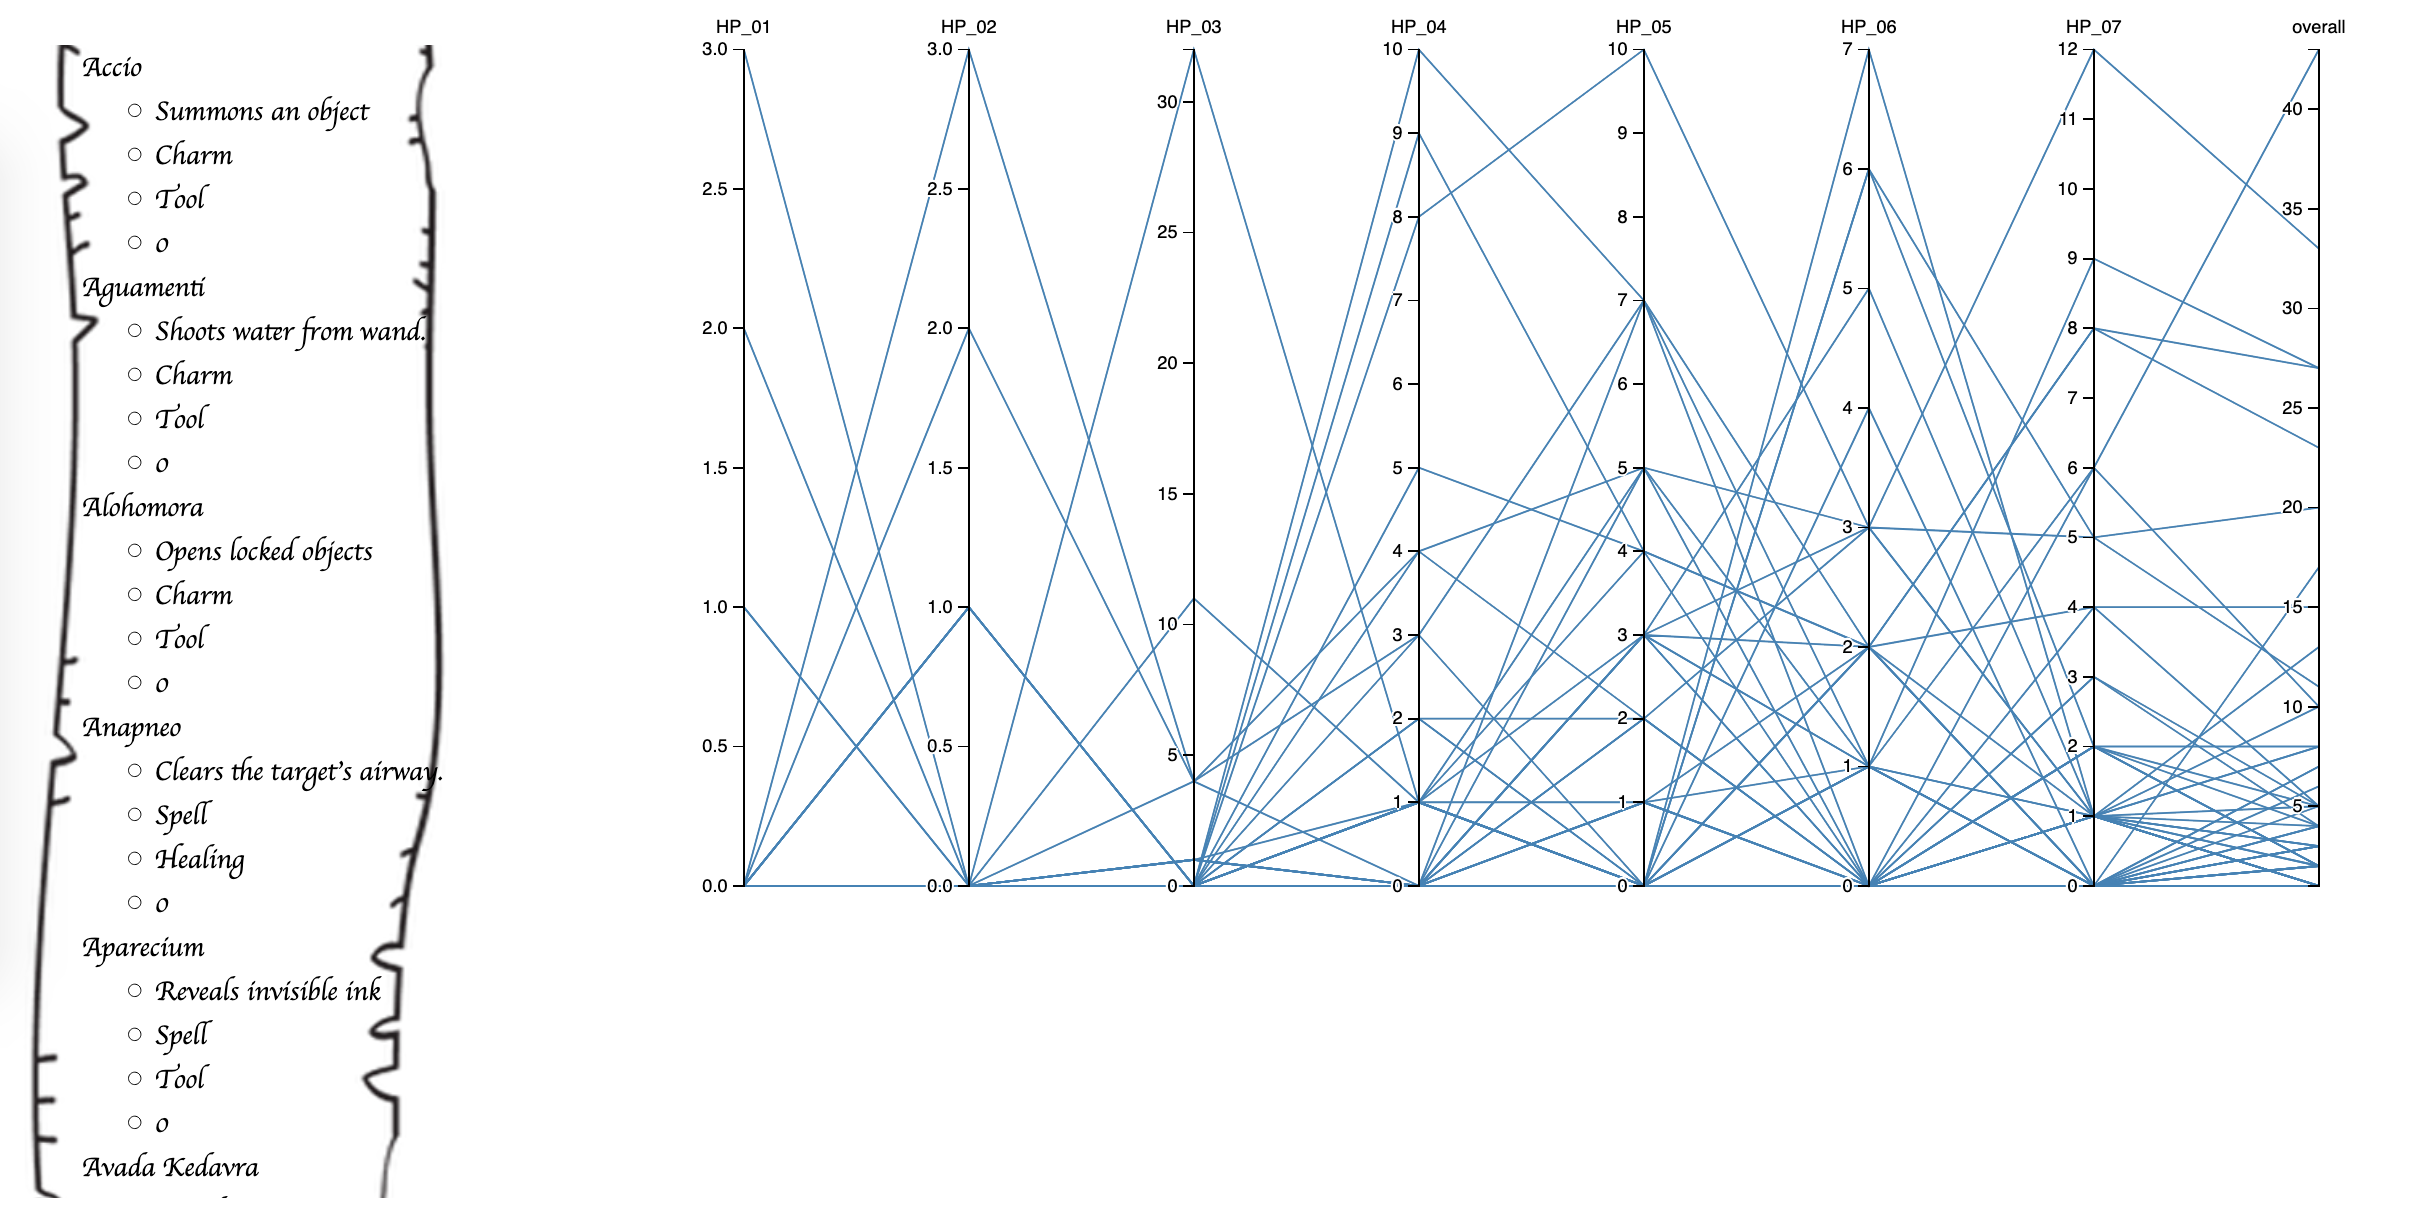 Accio
Summons an object
Charm
Tool
0
Aguamenti
Shoots water from wand.
Charm
Tool
0
Alohomora
Opens locked objects
Charm
Tool
0
Anapneo
Clears the target's airway.
Spell
Healing
0
Aparecium
Reveals invisible ink
Spell
Tool
0
Avada Kedavra
HP_01
3.0
2.5
2.0
1.5
1.0
0.5
0.0
HP_02
3.0
2.5
2.0
1.5
1.0
0.5
0.0
HP_03
30
25
20
15
10
5
0
HP_04
10
9
8
7
6
5
4
3
2
1
0
HP_05
10
9
8
7
6
5
4
3
2
1
0
HP_06
7
6
5
4
3
2
1
0
HP_07
12
11
10
9
8
7
6
5
4
3
2
1
0
overall
40
35
30
25
20
15
10
5